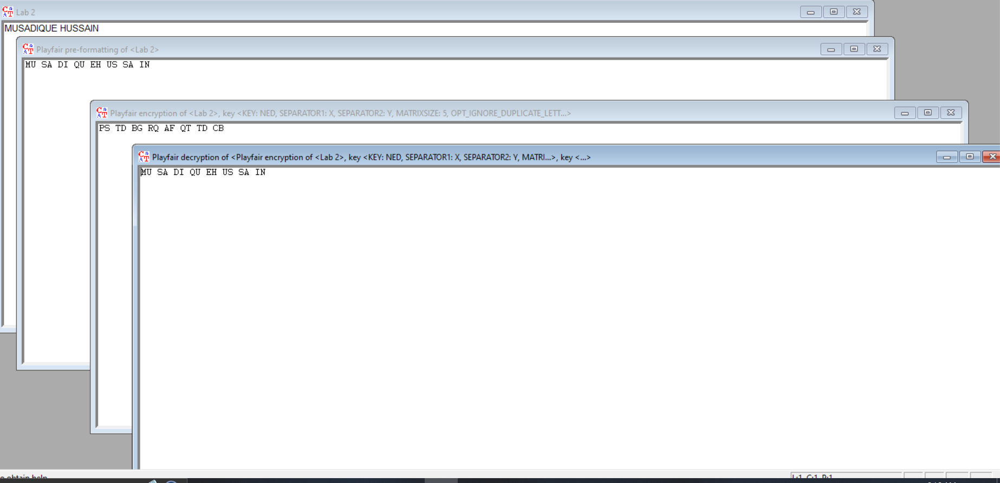 Lab 2
MUSADIQUE HUSSAIN
Playfair pre-formatting of <Lab 2>
MU SA DI QU EH US SA IN
Playfair encryption of <Lab 2>, key <KEY: NED, SEPARATOR1: X, SEPARATOR2: Y, MATRIXSIZE: 5, OPT_IGNORE_DUPLICATE_LETT...>
PS TD BG RQ AF QT TD CB
Playfair decryption of <Playfair encryption of <Lab 2>, key <KEY: NED, SEPARATOR1: X, SEPARATOR2: Y, MATRI...>, key <...>
MU SA DI QU EH US SA IN
o obtain help L:1 C:1 P:1